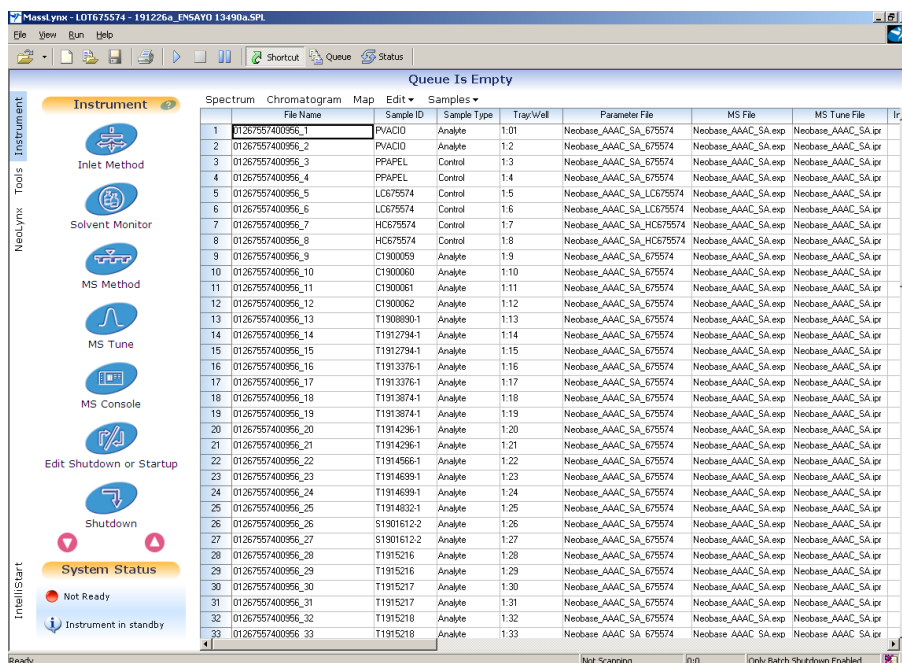 MassLynx - LOT675574 - 191226a_ENSAYO 13490a.SPL
File View Run Help
Shortcut Queue Status
Queue Is Empty
Instrument
Tools
NeoLynx
IntelliStart
Instrument
Inlet Method
Solvent Monitor
MS Method
MS Tune
MS Console
Edit Shutdown or Startup
Shutdown
System Status
Not Ready
Instrument in standby
Spectrum Chromatogram Map Edit Samples
File Name Sample ID Sample Type Tray:Well Parameter File MS File MS Tune File
1 01267557400956_1 PVACIO Analyte 1:01 Neobase_AAAC_SA_675574 Neobase_AAAC_SA.exp Neobase_AAAC_SA.ipr
2 01267557400956_2 PVACIO Analyte 1:2 Neobase_AAAC_SA_675574 Neobase_AAAC_SA.exp Neobase_AAAC_SA.ipr
3 01267557400956_3 PPAPEL Control 1:3 Neobase_AAAC_SA_675574 Neobase_AAAC_SA.exp Neobase_AAAC_SA.ipr
4 01267557400956_4 PPAPEL Control 1:4 Neobase_AAAC_SA_675574 Neobase_AAAC_SA.exp Neobase_AAAC_SA.ipr
5 01267557400956_5 LC675574 Control 1:5 Neobase_AAAC_SA_LC675574 Neobase_AAAC_SA.exp Neobase_AAAC_SA.ipr
6 01267557400956_6 LC675574 Control 1:6 Neobase_AAAC_SA_LC675574 Neobase_AAAC_SA.exp Neobase_AAAC_SA.ipr
7 01267557400956_7 HC675574 Control 1:7 Neobase_AAAC_SA_HC675574 Neobase_AAAC_SA.exp Neobase_AAAC_SA.ipr
8 01267557400956_8 HC675574 Control 1:8 Neobase_AAAC_SA_HC675574 Neobase_AAAC_SA.exp Neobase_AAAC_SA.ipr
9 01267557400956_9 C1900059 Analyte 1:9 Neobase_AAAC_SA_675574 Neobase_AAAC_SA.exp Neobase_AAAC_SA.ipr
10 01267557400956_10 C1900060 Analyte 1:10 Neobase_AAAC_SA_675574 Neobase_AAAC_SA.exp Neobase_AAAC_SA.ipr
11 01267557400956_11 C1900061 Analyte 1:11 Neobase_AAAC_SA_675574 Neobase_AAAC_SA.exp Neobase_AAAC_SA.ipr
12 01267557400956_12 C1900062 Analyte 1:12 Neobase_AAAC_SA_675574 Neobase_AAAC_SA.exp Neobase_AAAC_SA.ipr
13 01267557400956_13 T1908890-1 Analyte 1:13 Neobase_AAAC_SA_675574 Neobase_AAAC_SA.exp Neobase_AAAC_SA.ipr
14 01267557400956_14 T1912794-1 Analyte 1:14 Neobase_AAAC_SA_675574 Neobase_AAAC_SA.exp Neobase_AAAC_SA.ipr
15 01267557400956_15 T1912794-1 Analyte 1:15 Neobase_AAAC_SA_675574 Neobase_AAAC_SA.exp Neobase_AAAC_SA.ipr
16 01267557400956_16 T1913376-1 Analyte 1:16 Neobase_AAAC_SA_675574 Neobase_AAAC_SA.exp Neobase_AAAC_SA.ipr
17 01267557400956_17 T1913376-1 Analyte 1:17 Neobase_AAAC_SA_675574 Neobase_AAAC_SA.exp Neobase_AAAC_SA.ipr
18 01267557400956_18 T1913874-1 Analyte 1:18 Neobase_AAAC_SA_675574 Neobase_AAAC_SA.exp Neobase_AAAC_SA.ipr
19 01267557400956_19 T1913874-1 Analyte 1:19 Neobase_AAAC_SA_675574 Neobase_AAAC_SA.exp Neobase_AAAC_SA.ipr
20 01267557400956_20 T1914296-1 Analyte 1:20 Neobase_AAAC_SA_675574 Neobase_AAAC_SA.exp Neobase_AAAC_SA.ipr
21 01267557400956_21 T1914296-1 Analyte 1:21 Neobase_AAAC_SA_675574 Neobase_AAAC_SA.exp Neobase_AAAC_SA.ipr
22 01267557400956_22 T1914566-1 Analyte 1:22 Neobase_AAAC_SA_675574 Neobase_AAAC_SA.exp Neobase_AAAC_SA.ipr
23 01267557400956_23 T1914699-1 Analyte 1:23 Neobase_AAAC_SA_675574 Neobase_AAAC_SA.exp Neobase_AAAC_SA.ipr
24 01267557400956_24 T1914699-1 Analyte 1:24 Neobase_AAAC_SA_675574 Neobase_AAAC_SA.exp Neobase_AAAC_SA.ipr
25 01267557400956_25 T1914832-1 Analyte 1:25 Neobase_AAAC_SA_675574 Neobase_AAAC_SA.exp Neobase_AAAC_SA.ipr
26 01267557400956_26 S1901612-2 Analyte 1:26 Neobase_AAAC_SA_675574 Neobase_AAAC_SA.exp Neobase_AAAC_SA.ipr
27 01267557400956_27 S1901612-2 Analyte 1:27 Neobase_AAAC_SA_675574 Neobase_AAAC_SA.exp Neobase_AAAC_SA.ipr
28 01267557400956_28 T1915216 Analyte 1:28 Neobase_AAAC_SA_675574 Neobase_AAAC_SA.exp Neobase_AAAC_SA.ipr
29 01267557400956_29 T1915216 Analyte 1:29 Neobase_AAAC_SA_675574 Neobase_AAAC_SA.exp Neobase_AAAC_SA.ipr
30 01267557400956_30 T1915217 Analyte 1:30 Neobase_AAAC_SA_675574 Neobase_AAAC_SA.exp Neobase_AAAC_SA.ipr
31 01267557400956_31 T1915217 Analyte 1:31 Neobase_AAAC_SA_675574 Neobase_AAAC_SA.exp Neobase_AAAC_SA.ipr
32 01267557400956_32 T1915218 Analyte 1:32 Neobase_AAAC_SA_675574 Neobase_AAAC_SA.exp Neobase_AAAC_SA.ipr
33 01267557400956_33 T1915218 Analyte 1:33 Neobase_AAAC_SA_675574 Neobase_AAAC_SA.exp Neobase_AAAC_SA.ipr
Ready Not Scanning 0:0 Only Batch Shutdown Enabled